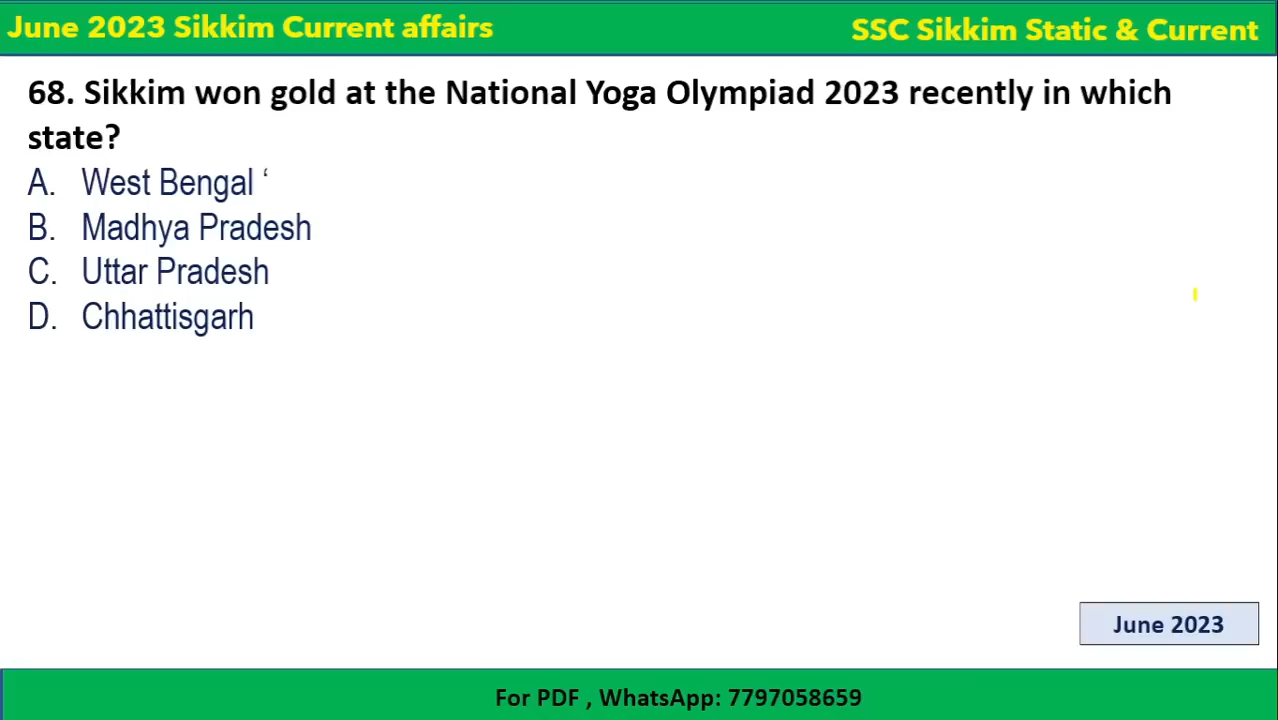 June 2023 Sikkim Current affairs
SSC Sikkim Static & Current
68. Sikkim won gold at the National Yoga Olympiad 2023 recently in which
state?
A. West Bengal ‘
B. Madhya Pradesh
C. Uttar Pradesh
D. Chhattisgarh
June 2023
For PDF , WhatsApp: 7797058659